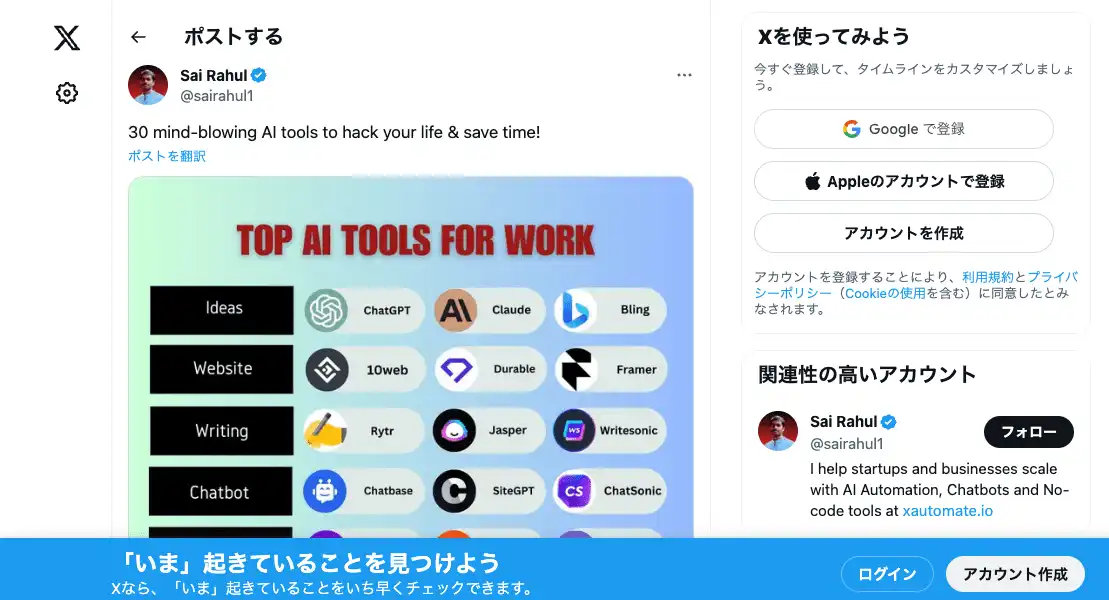 ポストする
Sai Rahul
@sairahul1
30 mind-blowing AI tools to hack your life & save time!
ポストを翻訳
TOP AI TOOLS FOR WORK
Ideas ChatGPT Claude Bling
Website 10web Durable Framer
Writing Rytr Jasper Writesonic
Chatbot Chatbase SiteGPT ChatSonic
Xを使ってみよう
今すぐ登録して、タイムラインをカスタマイズしましょ
う。
Google で登録
Appleのアカウントで登録
アカウントを作成
アカウントを登録することにより、利用規約とプライバ
シーポリシー（Cookieの使用を含む）に同意したとみ
なされます。
関連性の高いアカウント
Sai Rahul
@sairahul1
フォロー
I help startups and businesses scale
with AI Automation, Chatbots and No-
code tools at xautomate.io
「いま」起きていることを見つけよう
Xなら、「いま」起きていることをいち早くチェックできます。
ログイン
アカウント作成